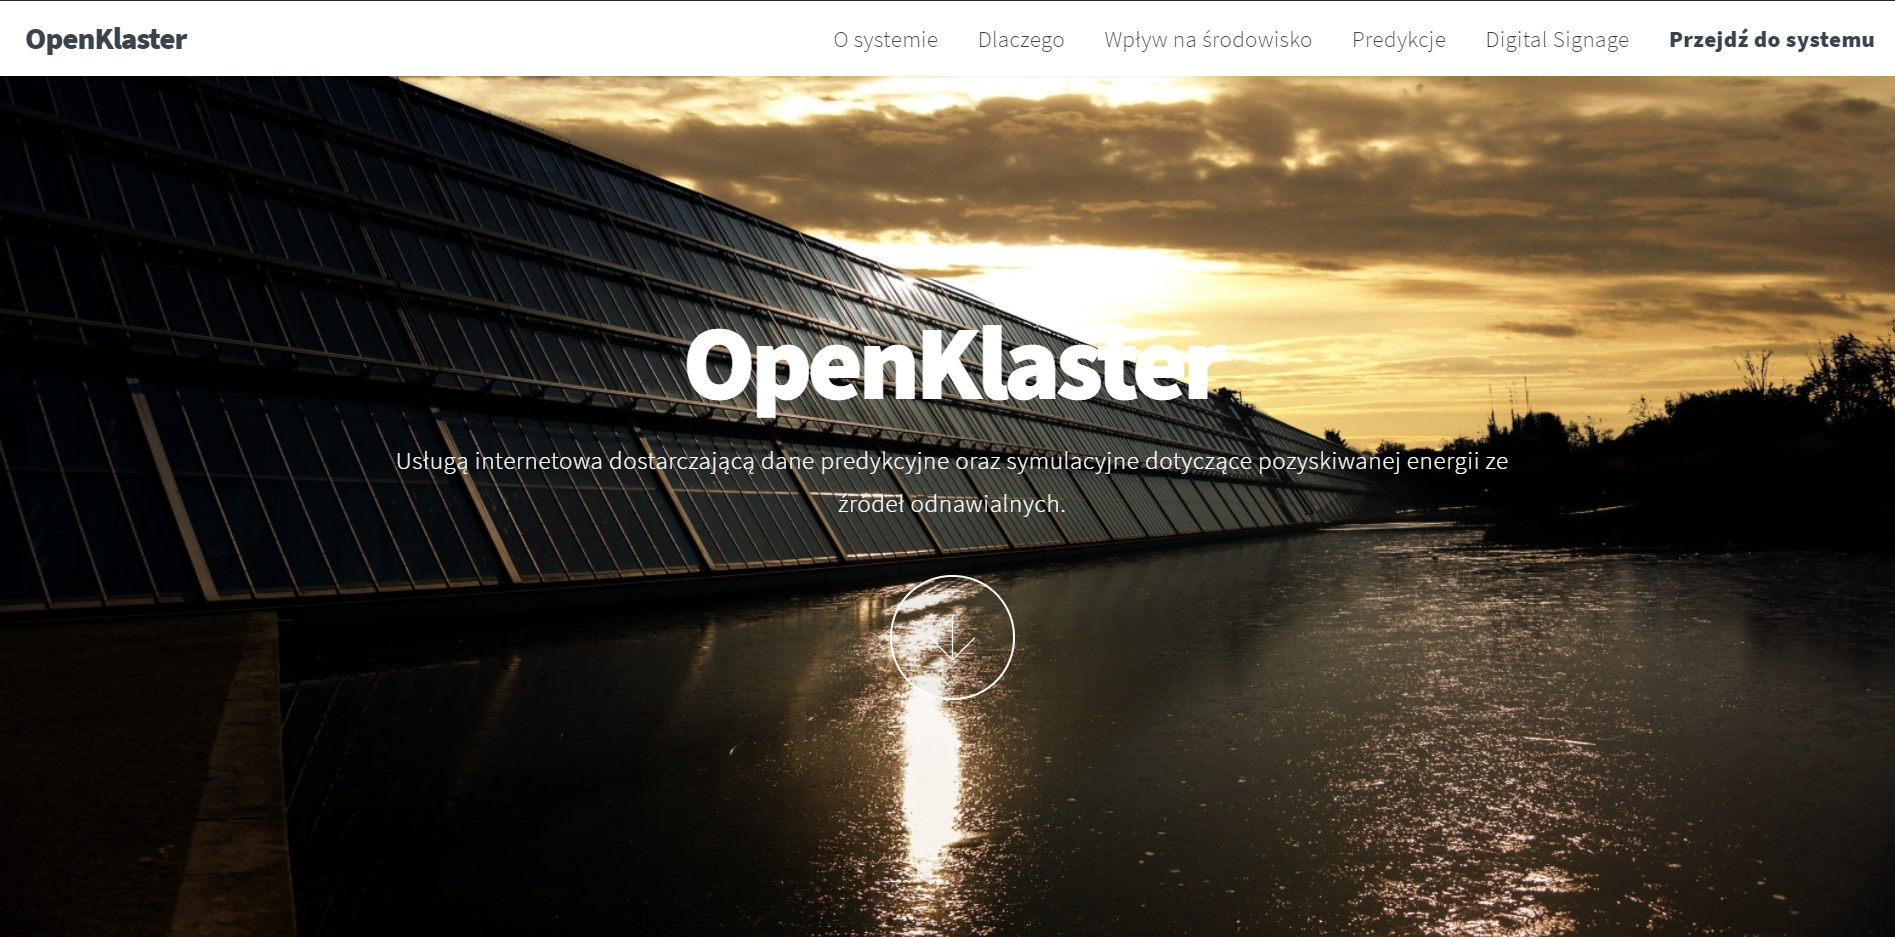 OpenKlaster
O systemie
Dlaczego
Wpływ na środowisko
Predykcje
Digital Signage
Przejdź do systemu
OpenKlaster
Usługą internetowa dostarczającą dane predykcyjne oraz symulacyjne dotyczące pozyskiwanej energii ze
źródeł odnawialnych.